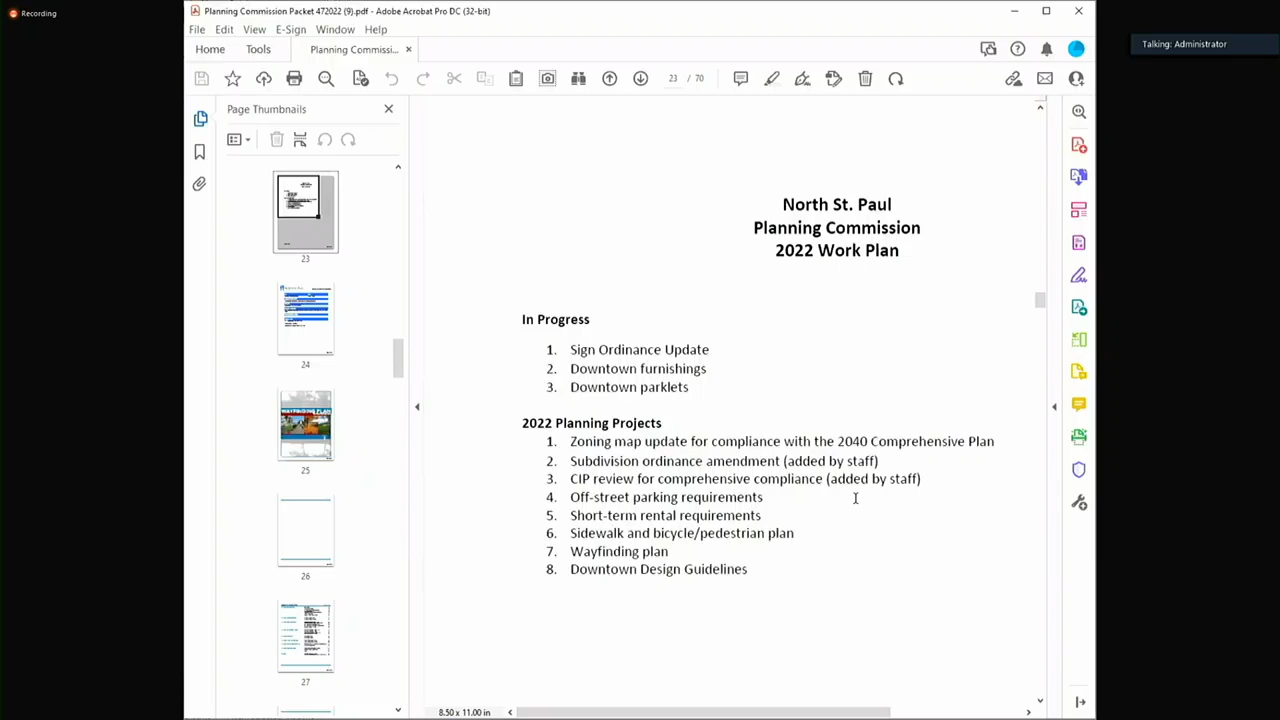 Recording
Planning Commission Packet 472022 (9).pdf - Adobe Acrobat Pro DC (32-bit)
Talking: Administrator
File Edit View E-Sign Window Help
Home Tools Planning Commissi...
23 / 70
Page Thumbnails
23
24
WAYFINDING PLAN
25
26
27
North St. Paul
Planning Commission
2022 Work Plan
In Progress
1. Sign Ordinance Update
2. Downtown furnishings
3. Downtown parklets
2022 Planning Projects
1. Zoning map update for compliance with the 2040 Comprehensive Plan
2. Subdivision ordinance amendment (added by staff)
3. CIP review for comprehensive compliance (added by staff)
4. Off-street parking requirements
5. Short-term rental requirements
6. Sidewalk and bicycle/pedestrian plan
7. Wayfinding plan
8. Downtown Design Guidelines
8.50 x 11.00 in